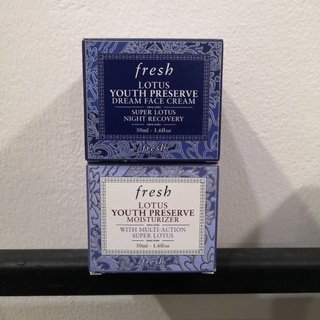 fresh
LOTUS
YOUTH PRESERVE
DREAM FACE CREAM
SUPER LOTUS
NIGHT RECOVERY
50ml - 1.6fl oz
fresh
fresh
LOTUS
YOUTH PRESERVE
MOISTURIZER
WITH MULTI-ACTION
SUPER LOTUS
50ml - 1.6fl oz
fresh